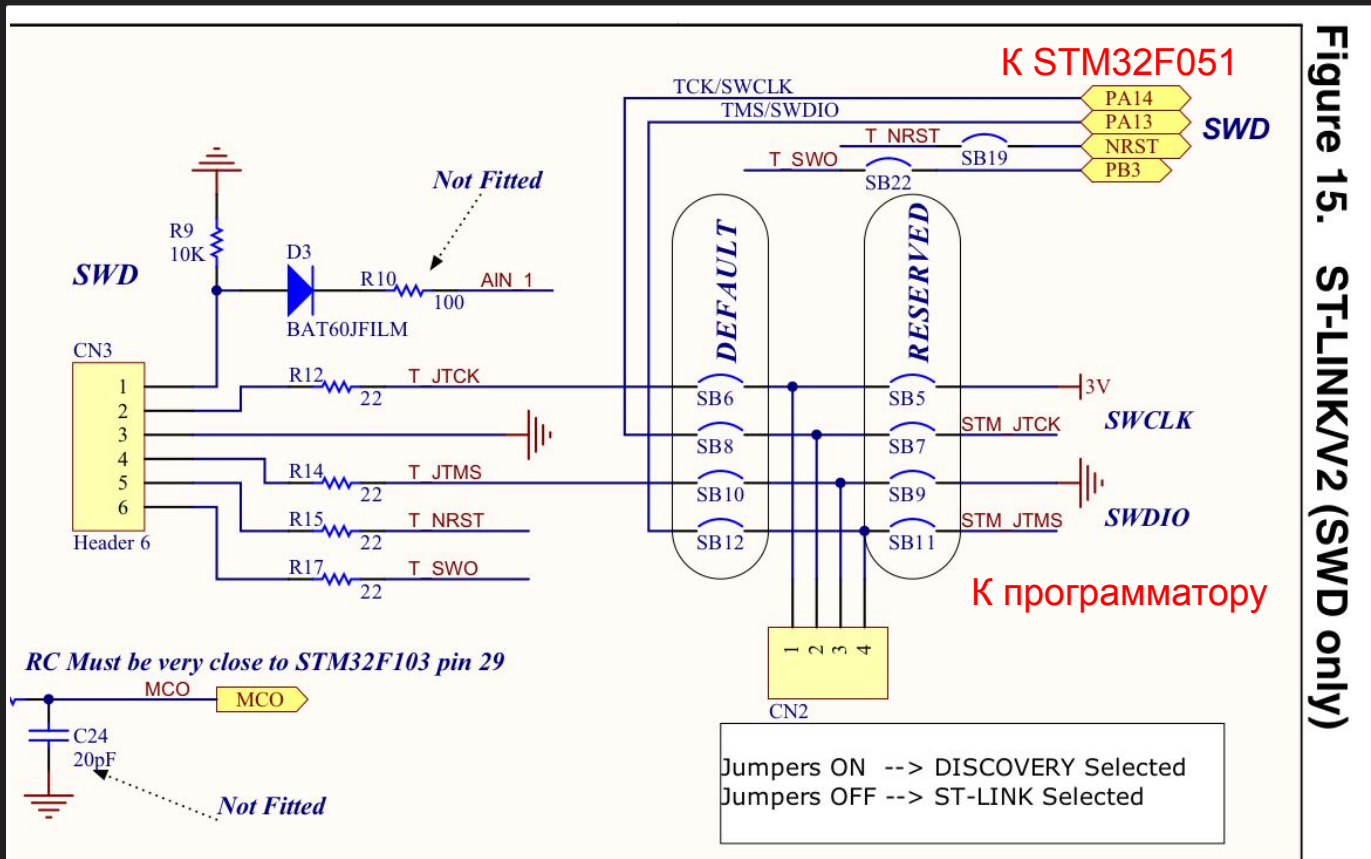 Figure 15. ST-LINK/V2 (SWD only)
К STM32F051
TCK/SWCLK
PA14
TMS/SWDIO
PA13
SWD
T_NRST
SB19
NRST
T_SWO
SB22
PB3
Not Fitted
DEFAULT
RESERVED
R9
10K
SWD
D3
R10
100
AIN_1
BAT60JFILM
CN3
1
2
3
4
5
6
Header 6
R12
22
T_JTCK
R14
22
T_JTMS
R15
22
T_NRST
R17
22
T_SWO
SB6
SB5
3V
SB8
SB7
STM_JTCK
SWCLK
SB10
SB9
SB12
SB11
STM_JTMS
SWDIO
К программатору
1
2
3
4
CN2
RC Must be very close to STM32F103 pin 29
MCO
MCO
C24
20pF
Not Fitted
Jumpers ON --> DISCOVERY Selected
Jumpers OFF --> ST-LINK Selected